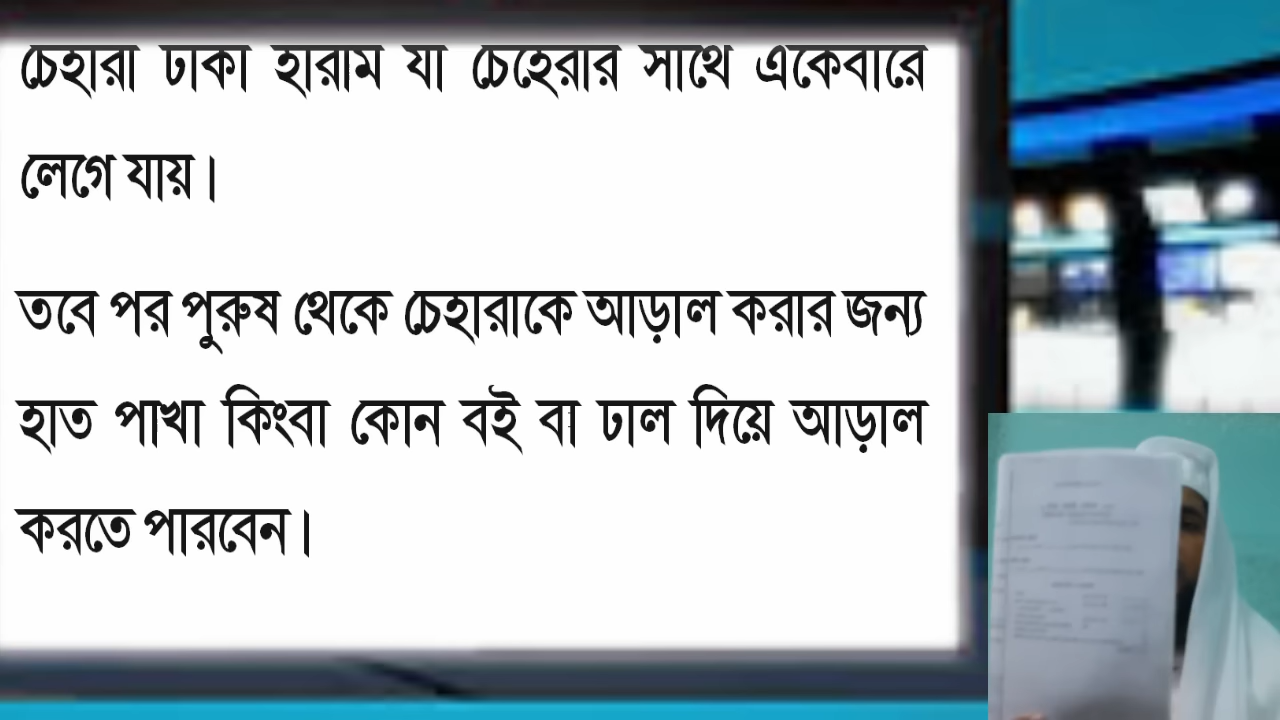 চেহারা ঢাকা হারাম যা চেহেরার সাথে একেবারে
লেগে যায়।
তবে পর পুরুষ থেকে চেহারাকে আড়াল করার জন্য
হাত পাখা কিংবা কোন বই বা ঢাল দিয়ে আড়াল
করতে পারবেন।